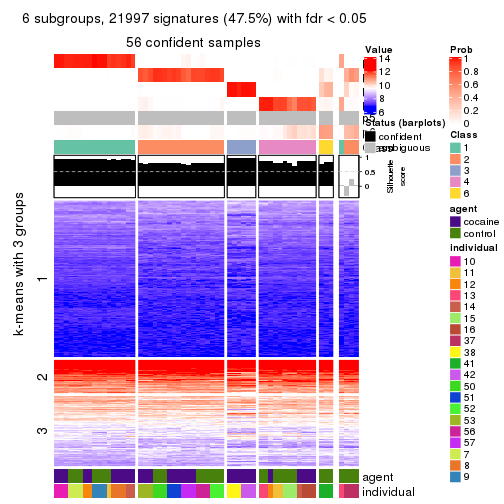 6 subgroups, 21997 signatures (47.5%) with fdr < 0.05
56 confident samples
k-means with 3 groups
1
2
3
1
0.5
0
Silhouette
score
agent
individual
Value
14
12
10
8
6
Status (barplots)
confident
ambiguous
Prob
1
0.8
0.6
0.4
0.2
0
Class
1
2
3
4
6
agent
cocaine
control
individual
10
11
12
13
14
15
16
37
38
41
42
50
51
52
53
56
57
7
8
9